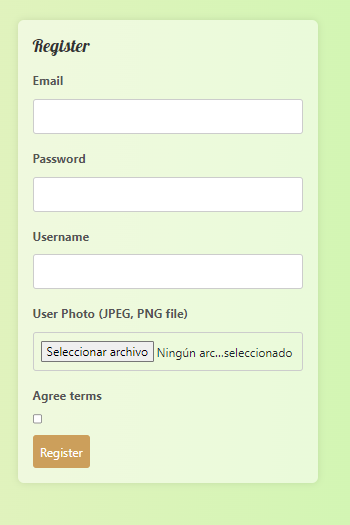 Register
Email
Password
Username
User Photo (JPEG, PNG file)
Seleccionar archivo Ningún arc...seleccionado
Agree terms
Register